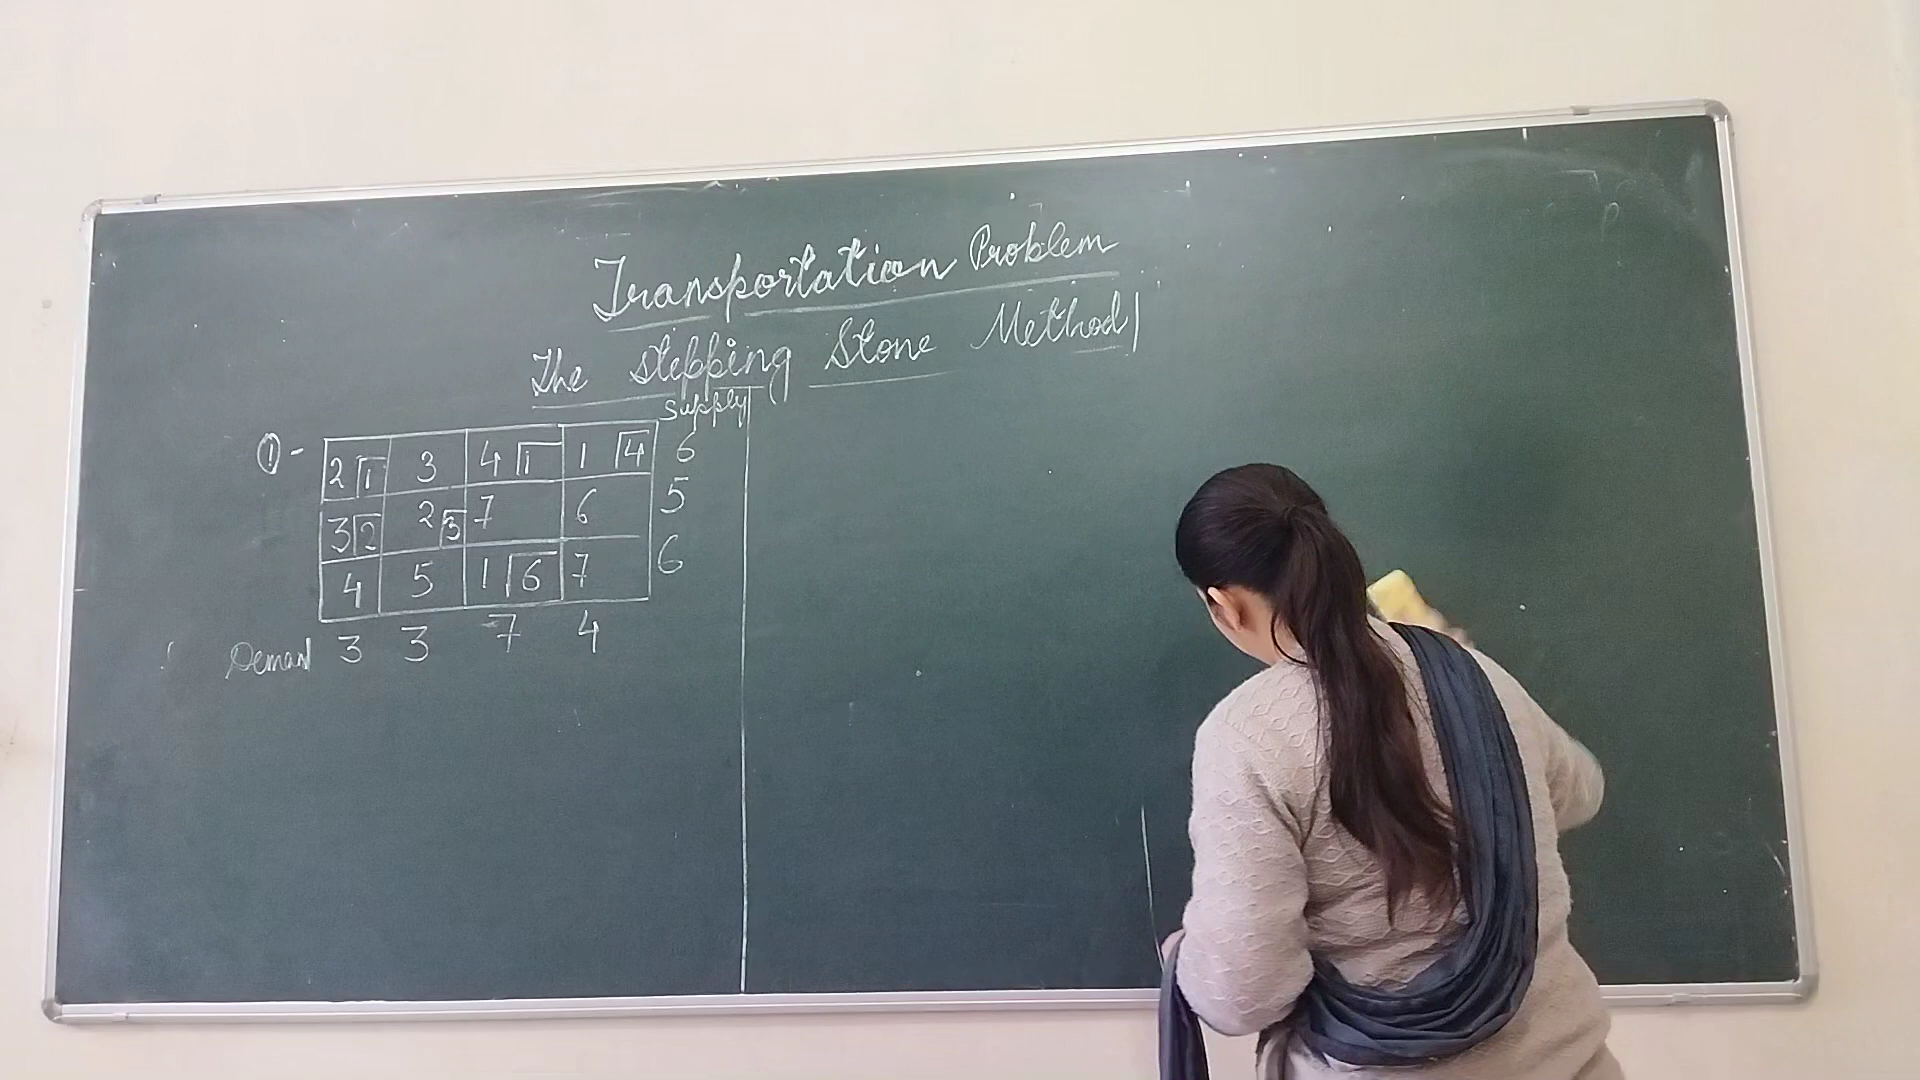 Transportation Problem
The stepping Stone Method
Supply
①- 2 1 3 4 1 1 4 6
3 2 2 3 7 6 5
4 5 1 6 7 6
Demand 3 3 7 4